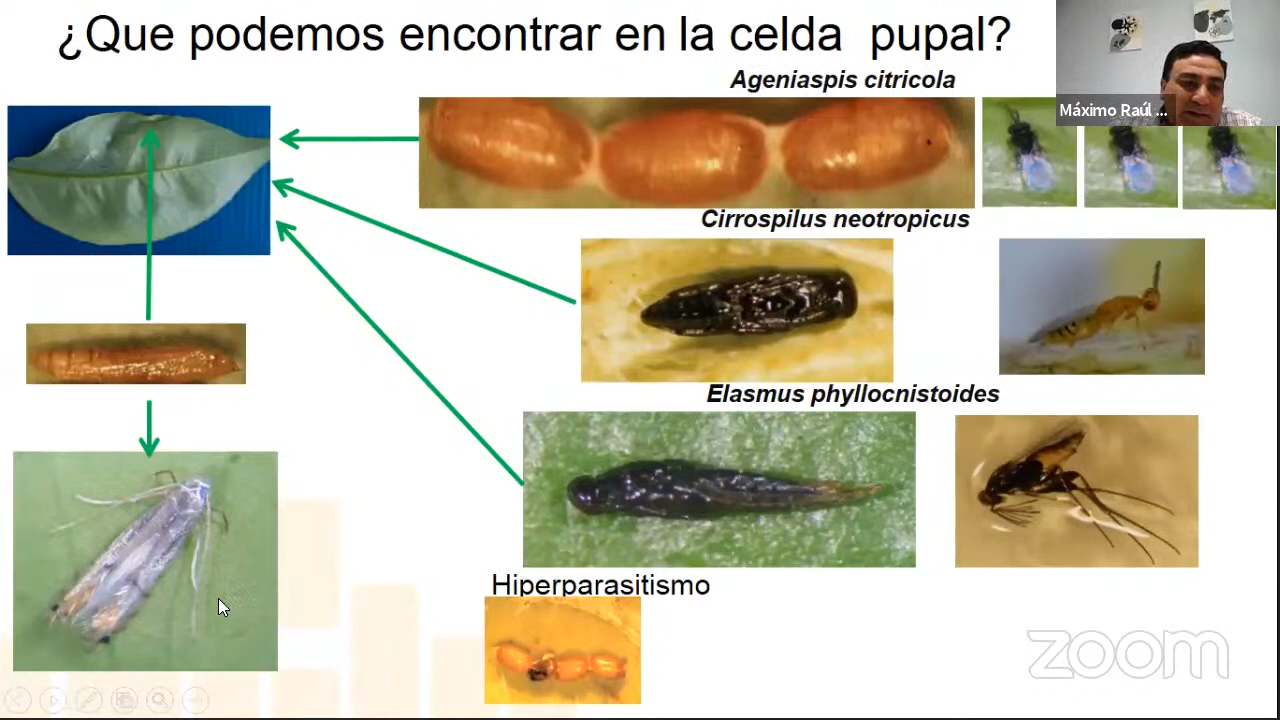 ¿Que podemos encontrar en la celda pupal?
Ageniaspis citricola
Máximo Raúl ...
Cirrospilus neotropicus
Elasmus phyllocnistoides
Hiperparasitismo
zoom